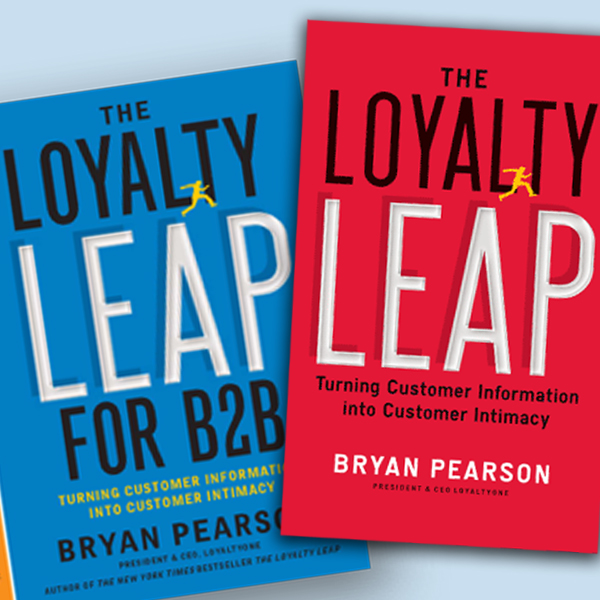 THE
LOYALTY
LEAP
FOR B2B
TURNING CUSTOMER
INTO CUSTOMER INTIMACY
BRYAN
PRESIDENT & CEO, LOYALTYONE
AUTHOR OF THE NEW YORK TIMES BESTSELLER THE LOYALTY LEAP
THE
LOYALTY
LEAP
Turning Customer Information
into Customer Intimacy
BRYAN PEARSON
PRESIDENT & CEO LOYALTYONE